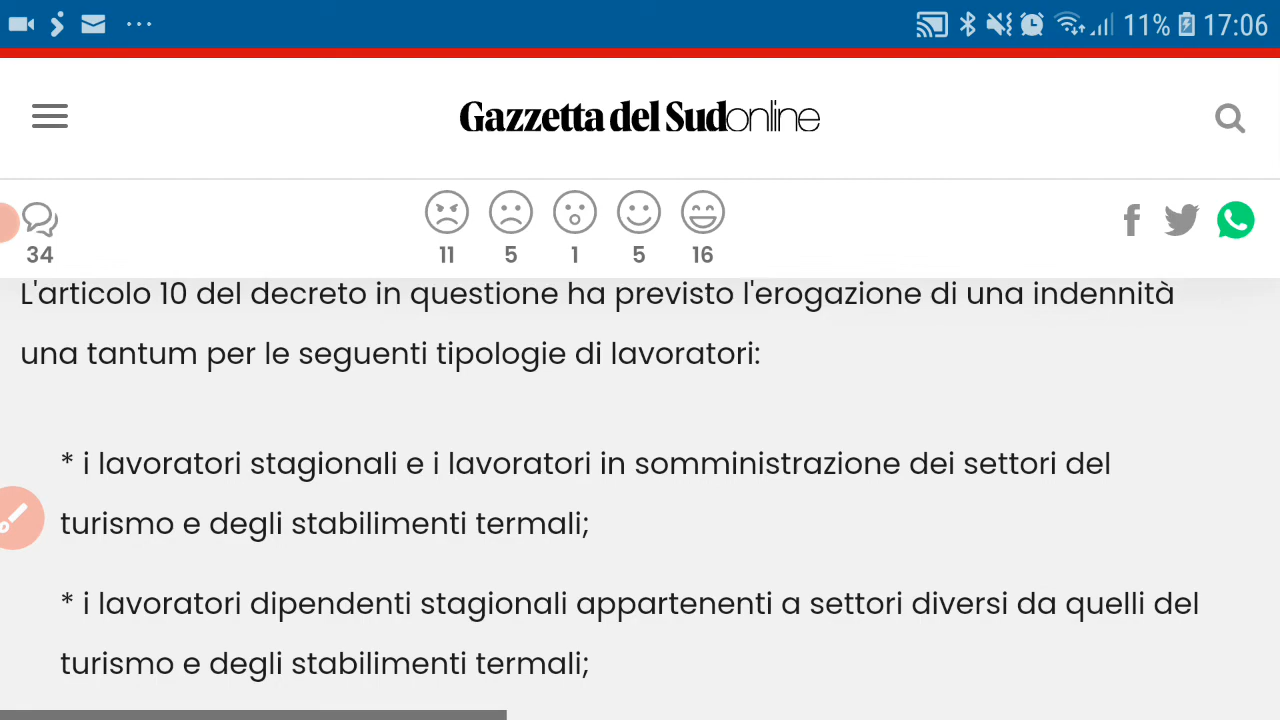 11% 17:06
Gazzetta del Sudonline
34
11 5 1 5 16
L'articolo 10 del decreto in questione ha previsto l'erogazione di una indennità
una tantum per le seguenti tipologie di lavoratori:
* i lavoratori stagionali e i lavoratori in somministrazione dei settori del
turismo e degli stabilimenti termali;
* i lavoratori dipendenti stagionali appartenenti a settori diversi da quelli del
turismo e degli stabilimenti termali;